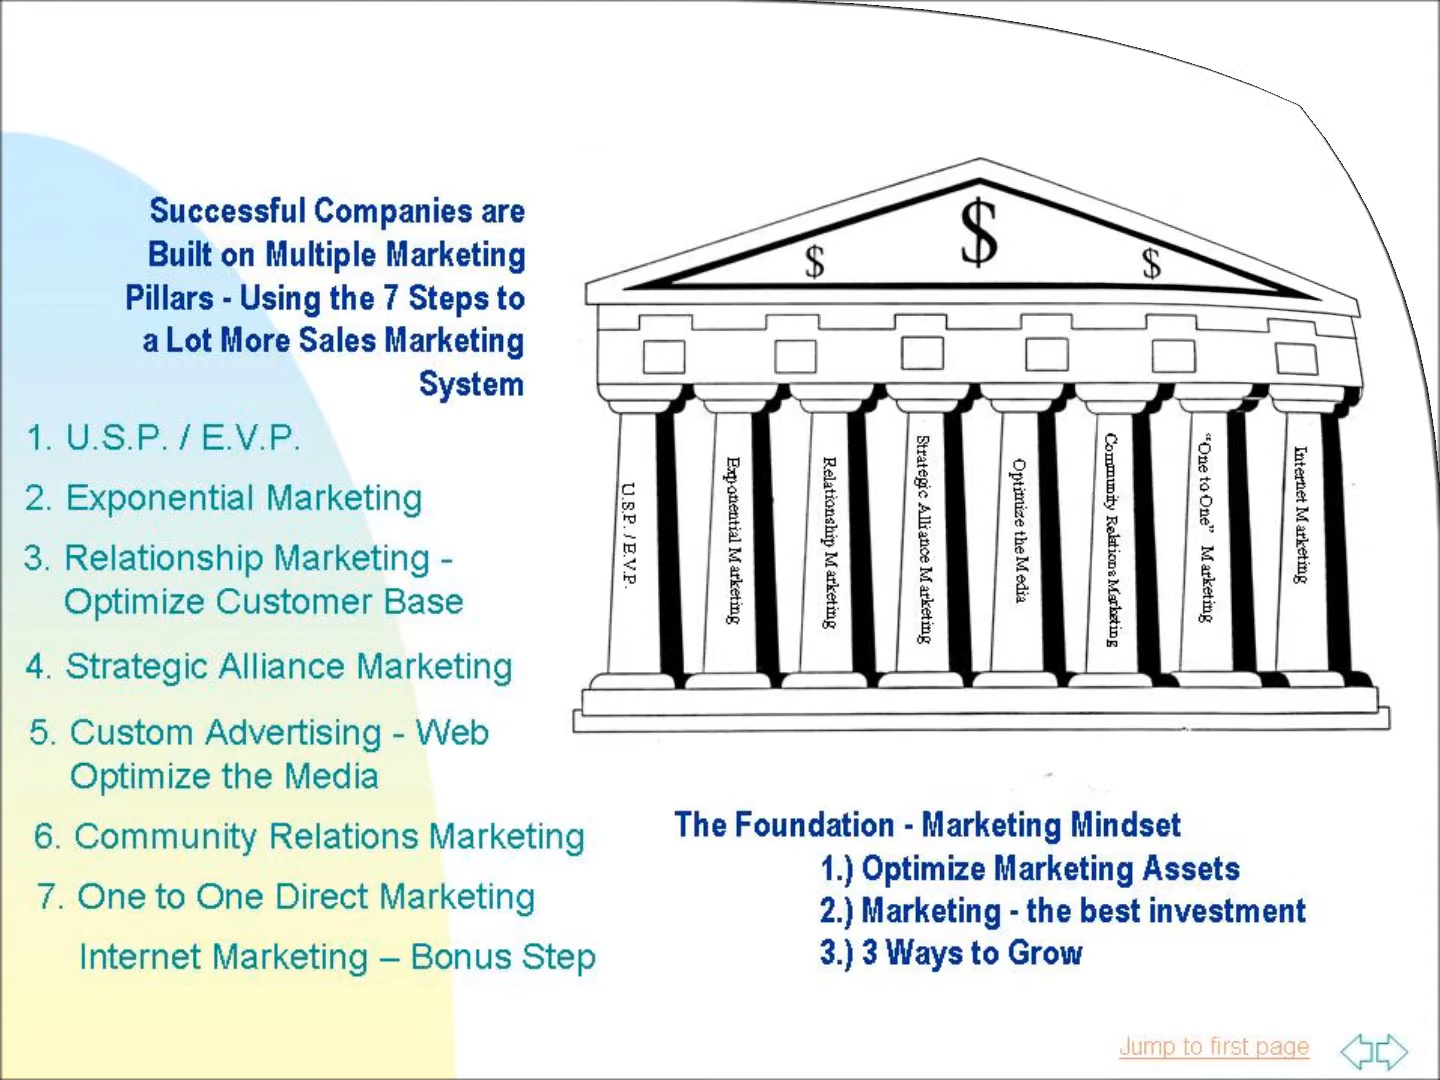 Successful Companies are
Built on Multiple Marketing
Pillars - Using the 7 Steps to
a Lot More Sales Marketing
System
1. U.S.P. / E.V.P.
2. Exponential Marketing
3. Relationship Marketing -
Optimize Customer Base
4. Strategic Alliance Marketing
5. Custom Advertising - Web
Optimize the Media
6. Community Relations Marketing
7. One to One Direct Marketing
Internet Marketing – Bonus Step
$
$
$
U.S.P. / E.V.P.
Exponential Marketing
Relationship Marketing
Strategic Alliance Marketing
Optimize the Media
Community Relations Marketing
“One to One” Marketing
Internet Marketing
The Foundation - Marketing Mindset
1.) Optimize Marketing Assets
2.) Marketing - the best investment
3.) 3 Ways to Grow
Jump to first page